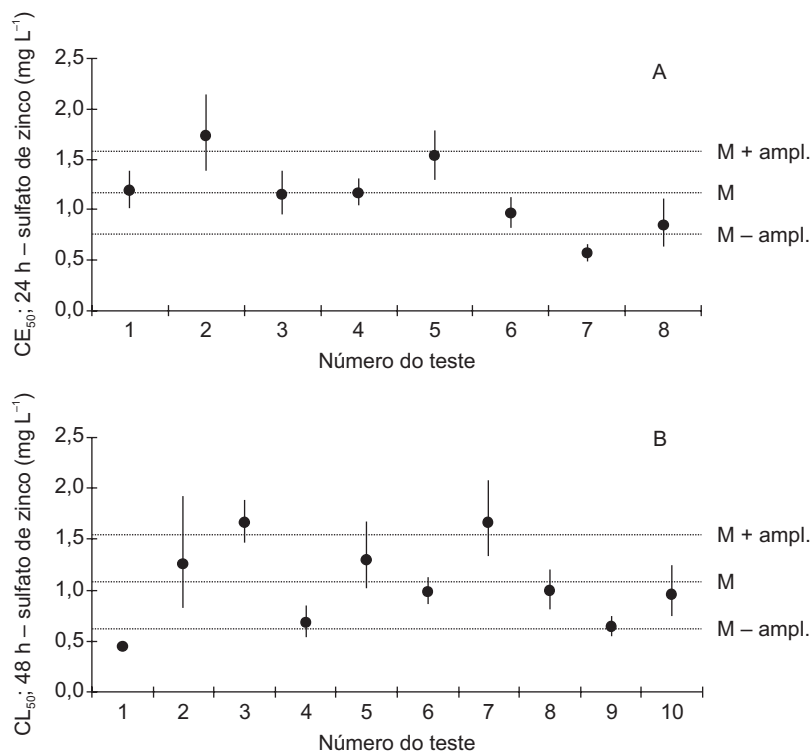 A
CE50; 24 h – sulfato de zinco (mg L⁻¹)
2,5
2,0
1,5
1,0
0,5
0,0
M + ampl.
M
M – ampl.
1 2 3 4 5 6 7 8
Número do teste
B
CL50; 48 h – sulfato de zinco (mg L⁻¹)
2,5
2,0
1,5
1,0
0,5
0,0
M + ampl.
M
M – ampl.
1 2 3 4 5 6 7 8 9 10
Número do teste